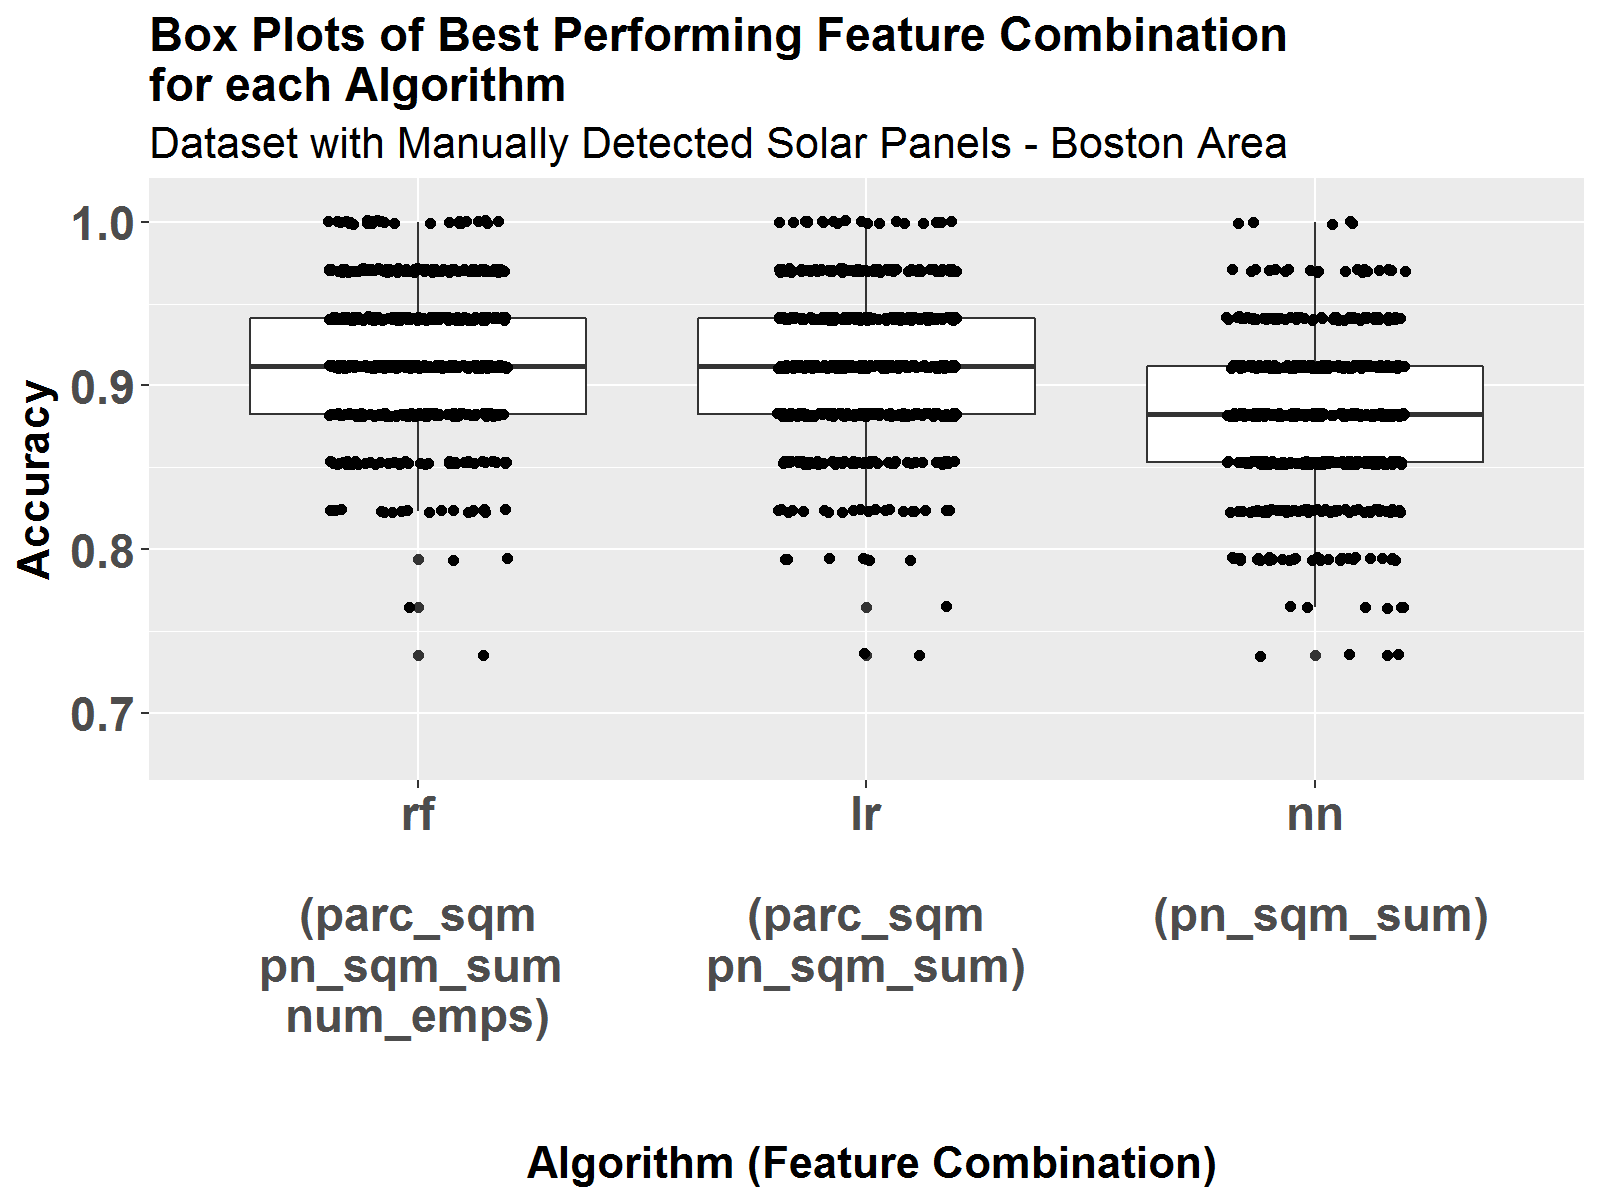 Box Plots of Best Performing Feature Combination
for each Algorithm
Dataset with Manually Detected Solar Panels - Boston Area
Accuracy
1.0
0.9
0.8
0.7
rf
lr
nn
(parc_sqm
pn_sqm_sum
num_emps)
(parc_sqm
pn_sqm_sum)
(pn_sqm_sum)
Algorithm (Feature Combination)